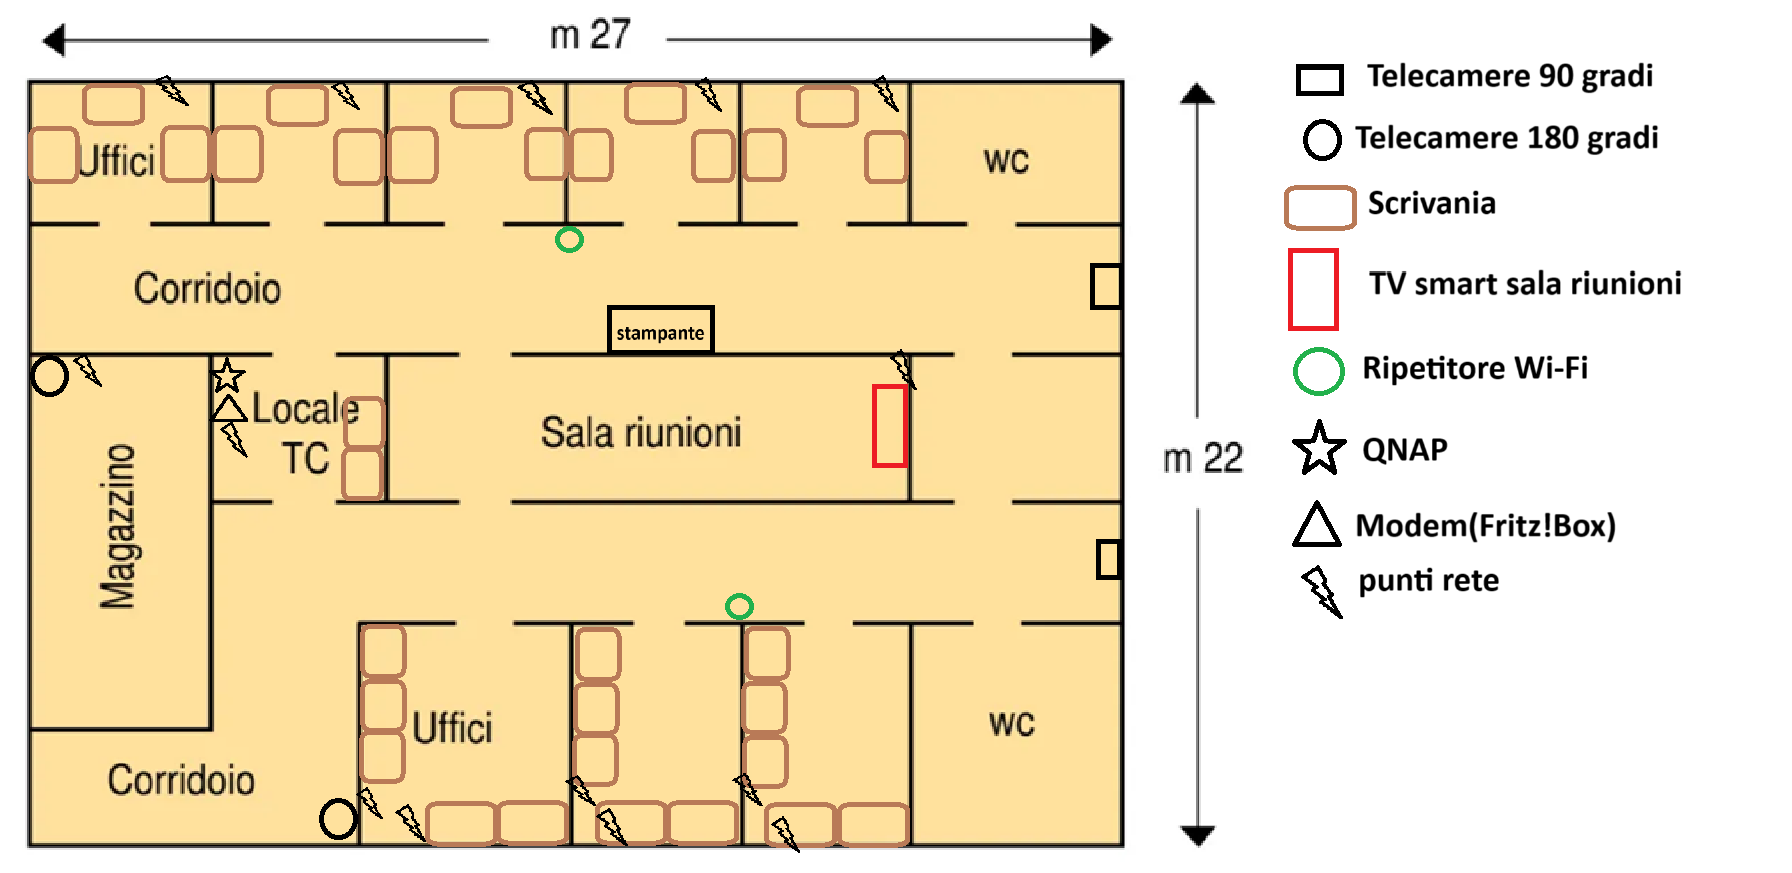 m 27
Telecamere 90 gradi
Telecamere 180 gradi
Uffici
wc
Scrivania
Corridoio
TV smart sala riunioni
stampante
Ripetitore Wi-Fi
Locale
TC
Sala riunioni
m 22
QNAP
Magazzino
Modem(Fritz!Box)
punti rete
Uffici
wc
Corridoio